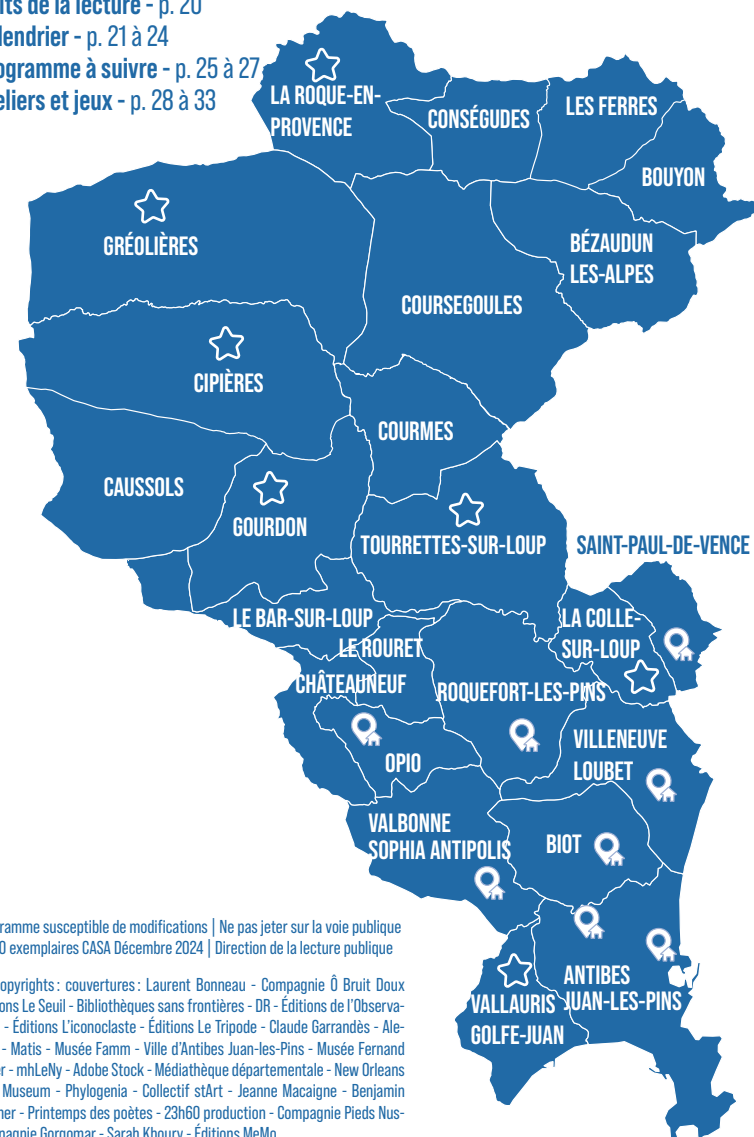 its de la lecture - p. 20
lendrier - p. 21 à 24
ogramme à suivre - p. 25 à 27
eliers et jeux - p. 28 à 33
LA ROQUE-EN-
PROVENCE
CONSÉGUDES
LES FERRES
BOUYON
GRÉOLIÈRES
BÉZAUDUN
LES-ALPES
COURSEGOULES
CIPIÈRES
COURMES
CAUSSOLS
GOURDON
TOURRETTES-SUR-LOUP
SAINT-PAUL-DE-VENCE
LE BAR-SUR-LOUP
LA COLLE-
SUR-LOUP
LE ROURET
CHÂTEAUNEUF
ROQUEFORT-LES-PINS
OPIO
VILLENEUVE
LOUBET
VALBONNE
SOPHIA ANTIPOLIS
BIOT
ANTIBES
JUAN-LES-PINS
VALLAURIS
GOLFE-JUAN
ramme susceptible de modifications | Ne pas jeter sur la voie publique
0 exemplaires CASA Décembre 2024 | Direction de la lecture publique
opyrights : couvertures : Laurent Bonneau - Compagnie Ô Bruit Doux
ons Le Seuil - Bibliothèques sans frontières - DR - Éditions de l'Observa-
- Éditions L'iconoclaste - Éditions Le Tripode - Claude Garrandès - Ale-
- Matis - Musée Famm - Ville d'Antibes Juan-les-Pins - Musée Fernand
er - mhLeNy - Adobe Stock - Médiathèque départementale - New Orleans
Museum - Phylogenia - Collectif stArt - Jeanne Macaigne - Benjamin
ner - Printemps des poètes - 23h60 production - Compagnie Pieds Nus-
pagnie Gorgomar - Sarah Khoury - Éditions MeMo